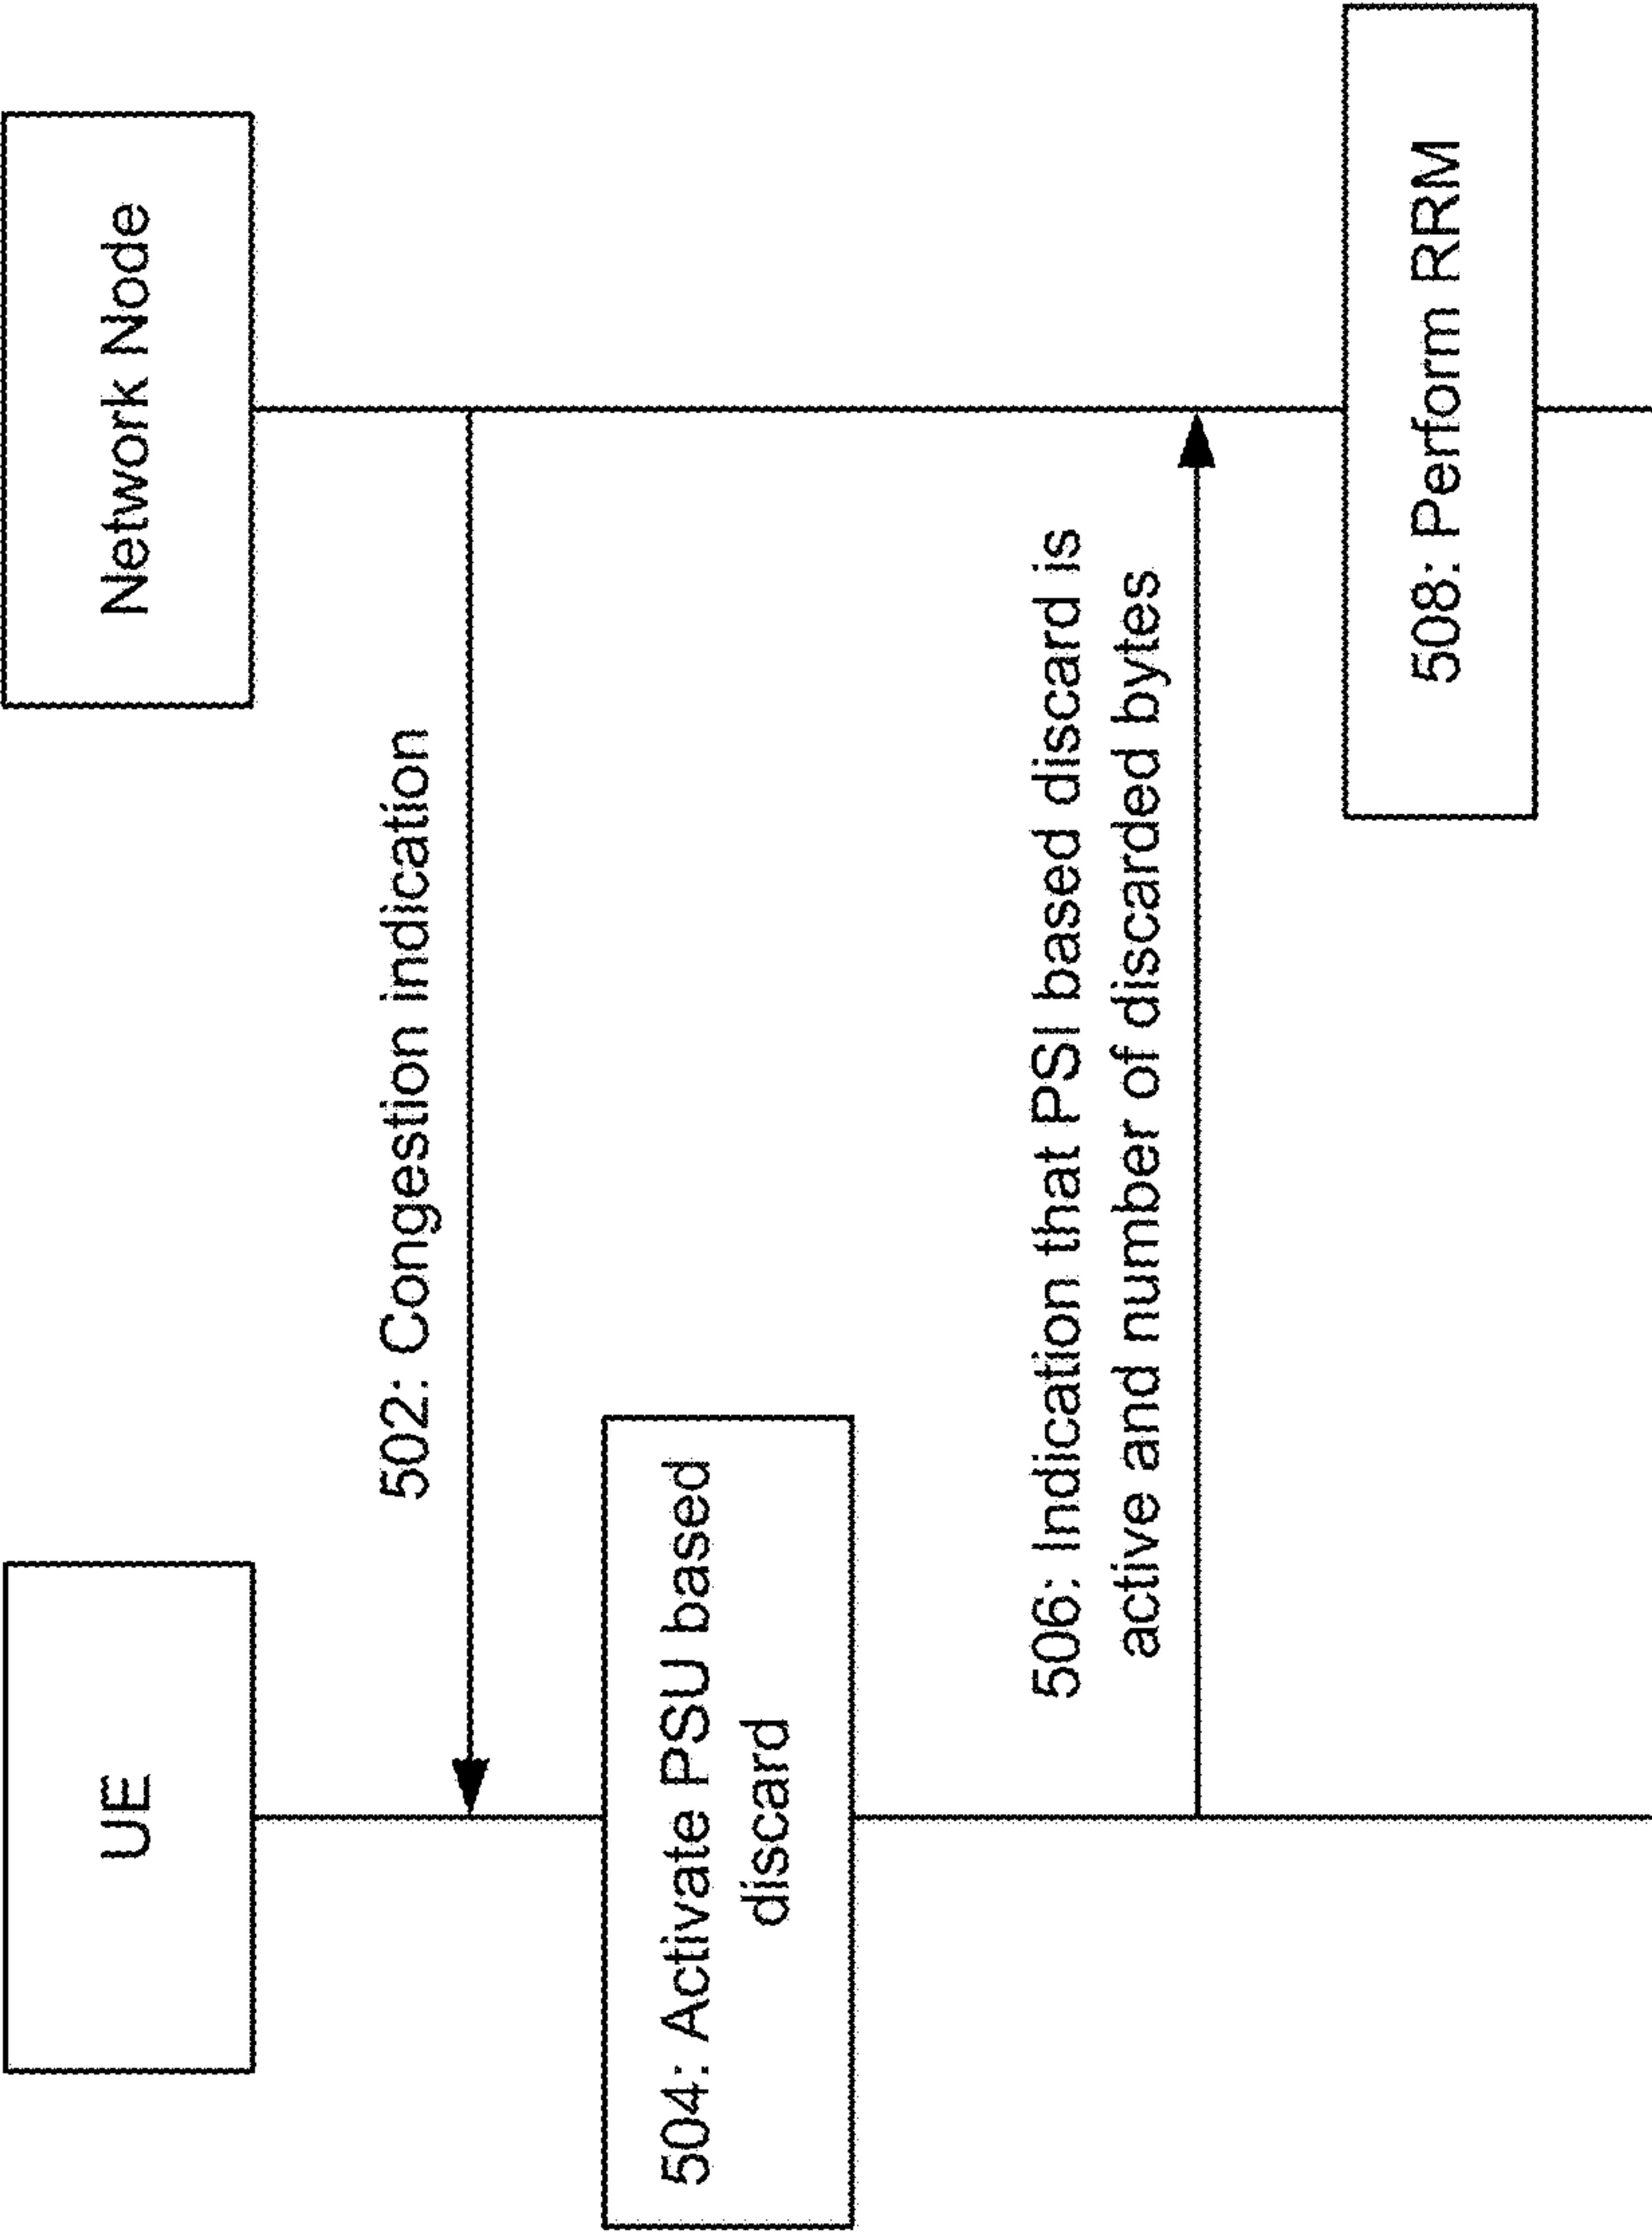 UE
Network Node
502: Congestion indication
504: Activate PSU based
discard
506: Indication that PSI based discard is
active and number of discarded bytes
508: Perform RRM